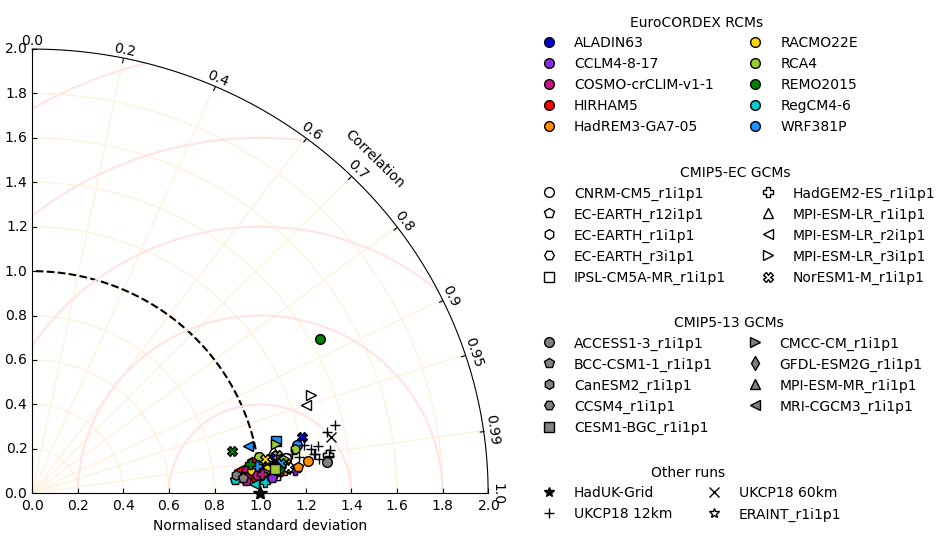 EuroCORDEX RCMs
ALADIN63 RACMO22E
CCLM4-8-17 RCA4
COSMO-crCLIM-v1-1 REMO2015
HIRHAM5 RegCM4-6
HadREM3-GA7-05 WRF381P
CMIP5-EC GCMs
CNRM-CM5_r1i1p1 HadGEM2-ES_r1i1p1
EC-EARTH_r12i1p1 MPI-ESM-LR_r1i1p1
EC-EARTH_r1i1p1 MPI-ESM-LR_r2i1p1
EC-EARTH_r3i1p1 MPI-ESM-LR_r3i1p1
IPSL-CM5A-MR_r1i1p1 NorESM1-M_r1i1p1
CMIP5-13 GCMs
ACCESS1-3_r1i1p1 CMCC-CM_r1i1p1
BCC-CSM1-1_r1i1p1 GFDL-ESM2G_r1i1p1
CanESM2_r1i1p1 MPI-ESM-MR_r1i1p1
CCSM4_r1i1p1 MRI-CGCM3_r1i1p1
CESM1-BGC_r1i1p1
Other runs
HadUK-Grid UKCP18 60km
UKCP18 12km ERAINT_r1i1p1
Correlation
0.0
0.2
0.4
0.6
0.7
0.8
0.9
0.95
0.99
1.0
2.0
1.8
1.6
1.4
1.2
1.0
0.8
0.6
0.4
0.2
0.0
0.0 0.2 0.4 0.6 0.8 1.0 1.2 1.4 1.6 1.8 2.0
Normalised standard deviation